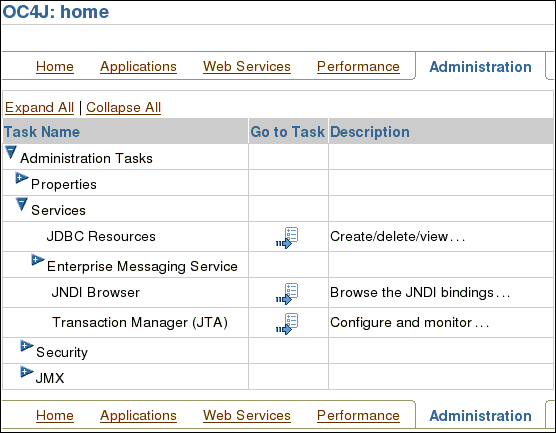 OC4J: home
Home Applications Web Services Performance Administration
Expand All | Collapse All
Task Name Go to Task Description
Administration Tasks
Properties
Services
JDBC Resources Create/delete/view...
Enterprise Messaging Service
JNDI Browser Browse the JNDI bindings...
Transaction Manager (JTA) Configure and monitor...
Security
JMX
Home Applications Web Services Performance Administration